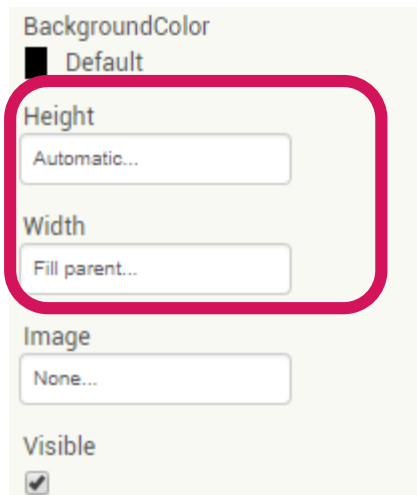 BackgroundColor
Default
Height
Automatic...
Width
Fill parent...
Image
None...
Visible